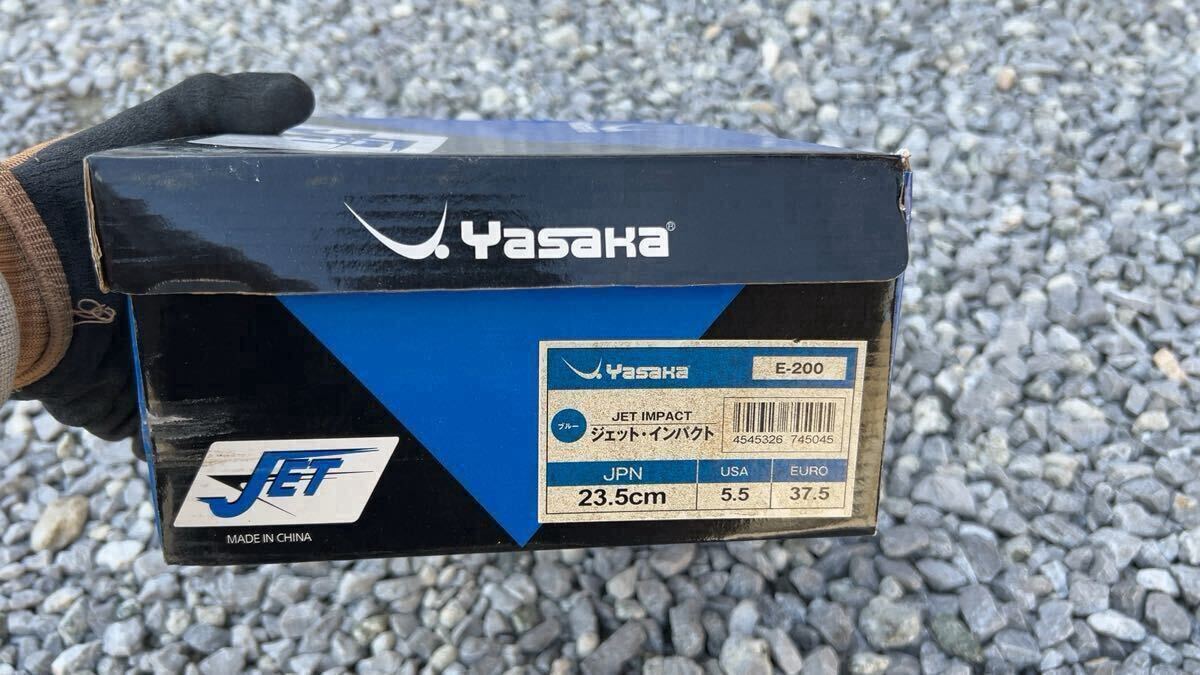 Yasaka®
Yasaka E-200
ブルー
JET IMPACT
ジェット・インパクト
4545326 745045
JPN USA EURO
23.5cm 5.5 37.5
JET
MADE IN CHINA